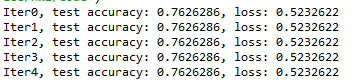 Iter0, test accuracy: 0.7626286, loss: 0.5232622
Iter1, test accuracy: 0.7626286, loss: 0.5232622
Iter2, test accuracy: 0.7626286, loss: 0.5232622
Iter3, test accuracy: 0.7626286, loss: 0.5232622
Iter4, test accuracy: 0.7626286, loss: 0.5232622